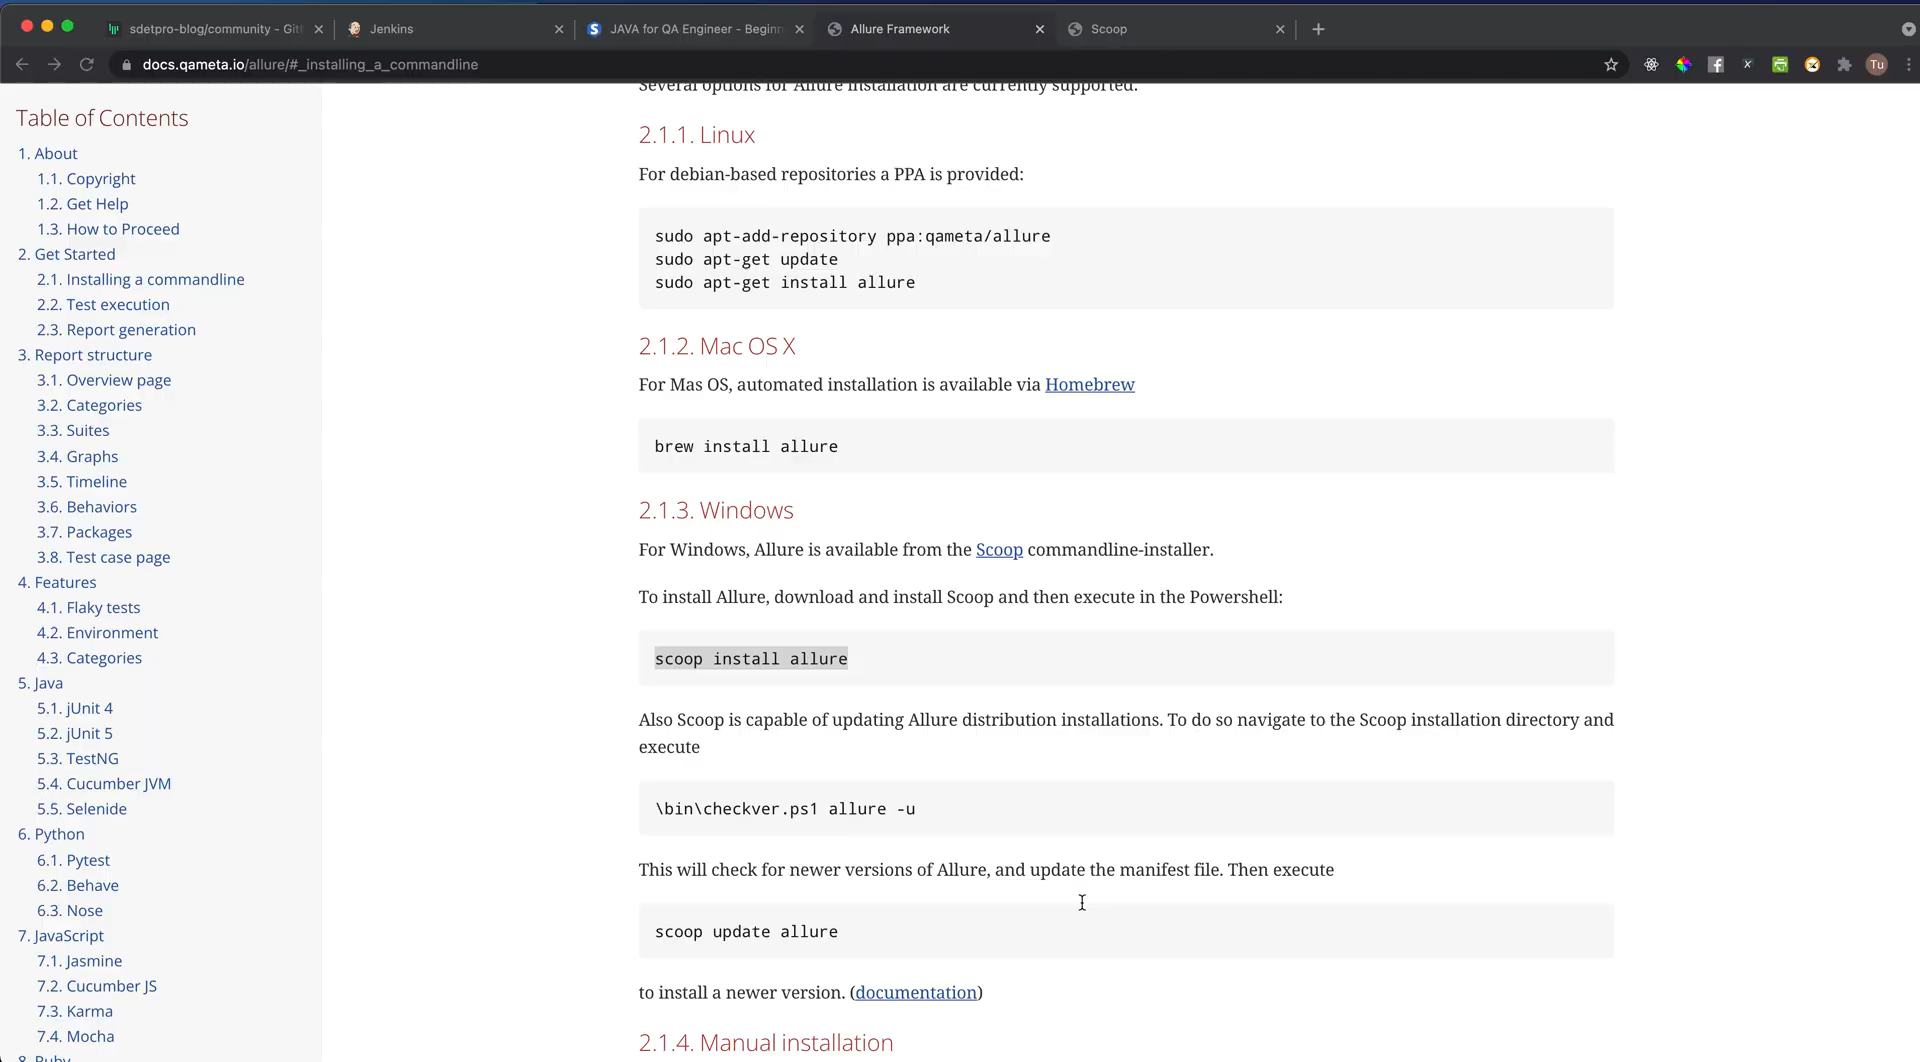 sdetpro-blog/community - Git
Jenkins
JAVA for QA Engineer - Beginn
Allure Framework
Scoop
docs.qameta.io/allure/#_installing_a_commandline
Tu
Table of Contents
1. About
1.1. Copyright
1.2. Get Help
1.3. How to Proceed
2. Get Started
2.1. Installing a commandline
2.2. Test execution
2.3. Report generation
3. Report structure
3.1. Overview page
3.2. Categories
3.3. Suites
3.4. Graphs
3.5. Timeline
3.6. Behaviors
3.7. Packages
3.8. Test case page
4. Features
4.1. Flaky tests
4.2. Environment
4.3. Categories
5. Java
5.1. jUnit 4
5.2. jUnit 5
5.3. TestNG
5.4. Cucumber JVM
5.5. Selenide
6. Python
6.1. Pytest
6.2. Behave
6.3. Nose
7. JavaScript
7.1. Jasmine
7.2. Cucumber JS
7.3. Karma
7.4. Mocha
8. Ruby
Several options for Allure installation are currently supported.
2.1.1. Linux
For debian-based repositories a PPA is provided:
sudo apt-add-repository ppa:qameta/allure
sudo apt-get update
sudo apt-get install allure
2.1.2. Mac OS X
For Mas OS, automated installation is available via Homebrew
brew install allure
2.1.3. Windows
For Windows, Allure is available from the Scoop commandline-installer.
To install Allure, download and install Scoop and then execute in the Powershell:
scoop install allure
Also Scoop is capable of updating Allure distribution installations. To do so navigate to the Scoop installation directory and
execute
\bin\checkver.ps1 allure -u
This will check for newer versions of Allure, and update the manifest file. Then execute
scoop update allure
to install a newer version. (documentation)
2.1.4. Manual installation